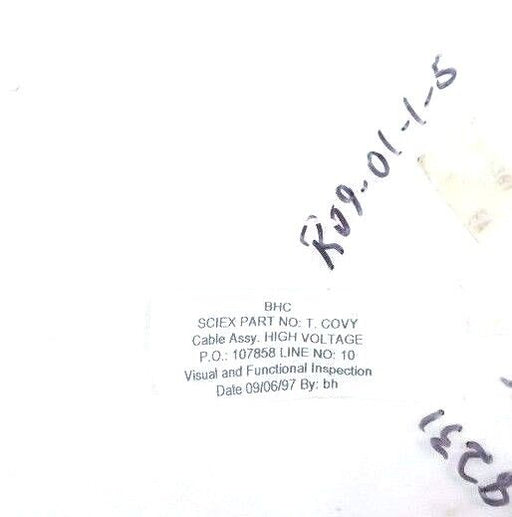 R09-01-1-5
BHC
SCIEX PART NO: T. COVY
Cable Assy. HIGH VOLTAGE
P.O.: 107858 LINE NO: 10
Visual and Functional Inspection
Date 09/06/97 By: bh